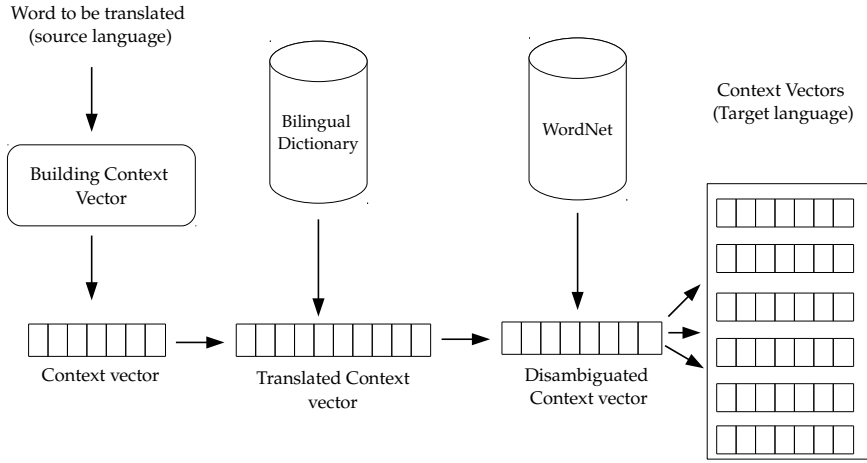 Word to be translated
(source language)
Building Context
Vector
Context vector
Bilingual
Dictionary
Translated Context
vector
WordNet
Disambiguated
Context vector
Context Vectors
(Target language)